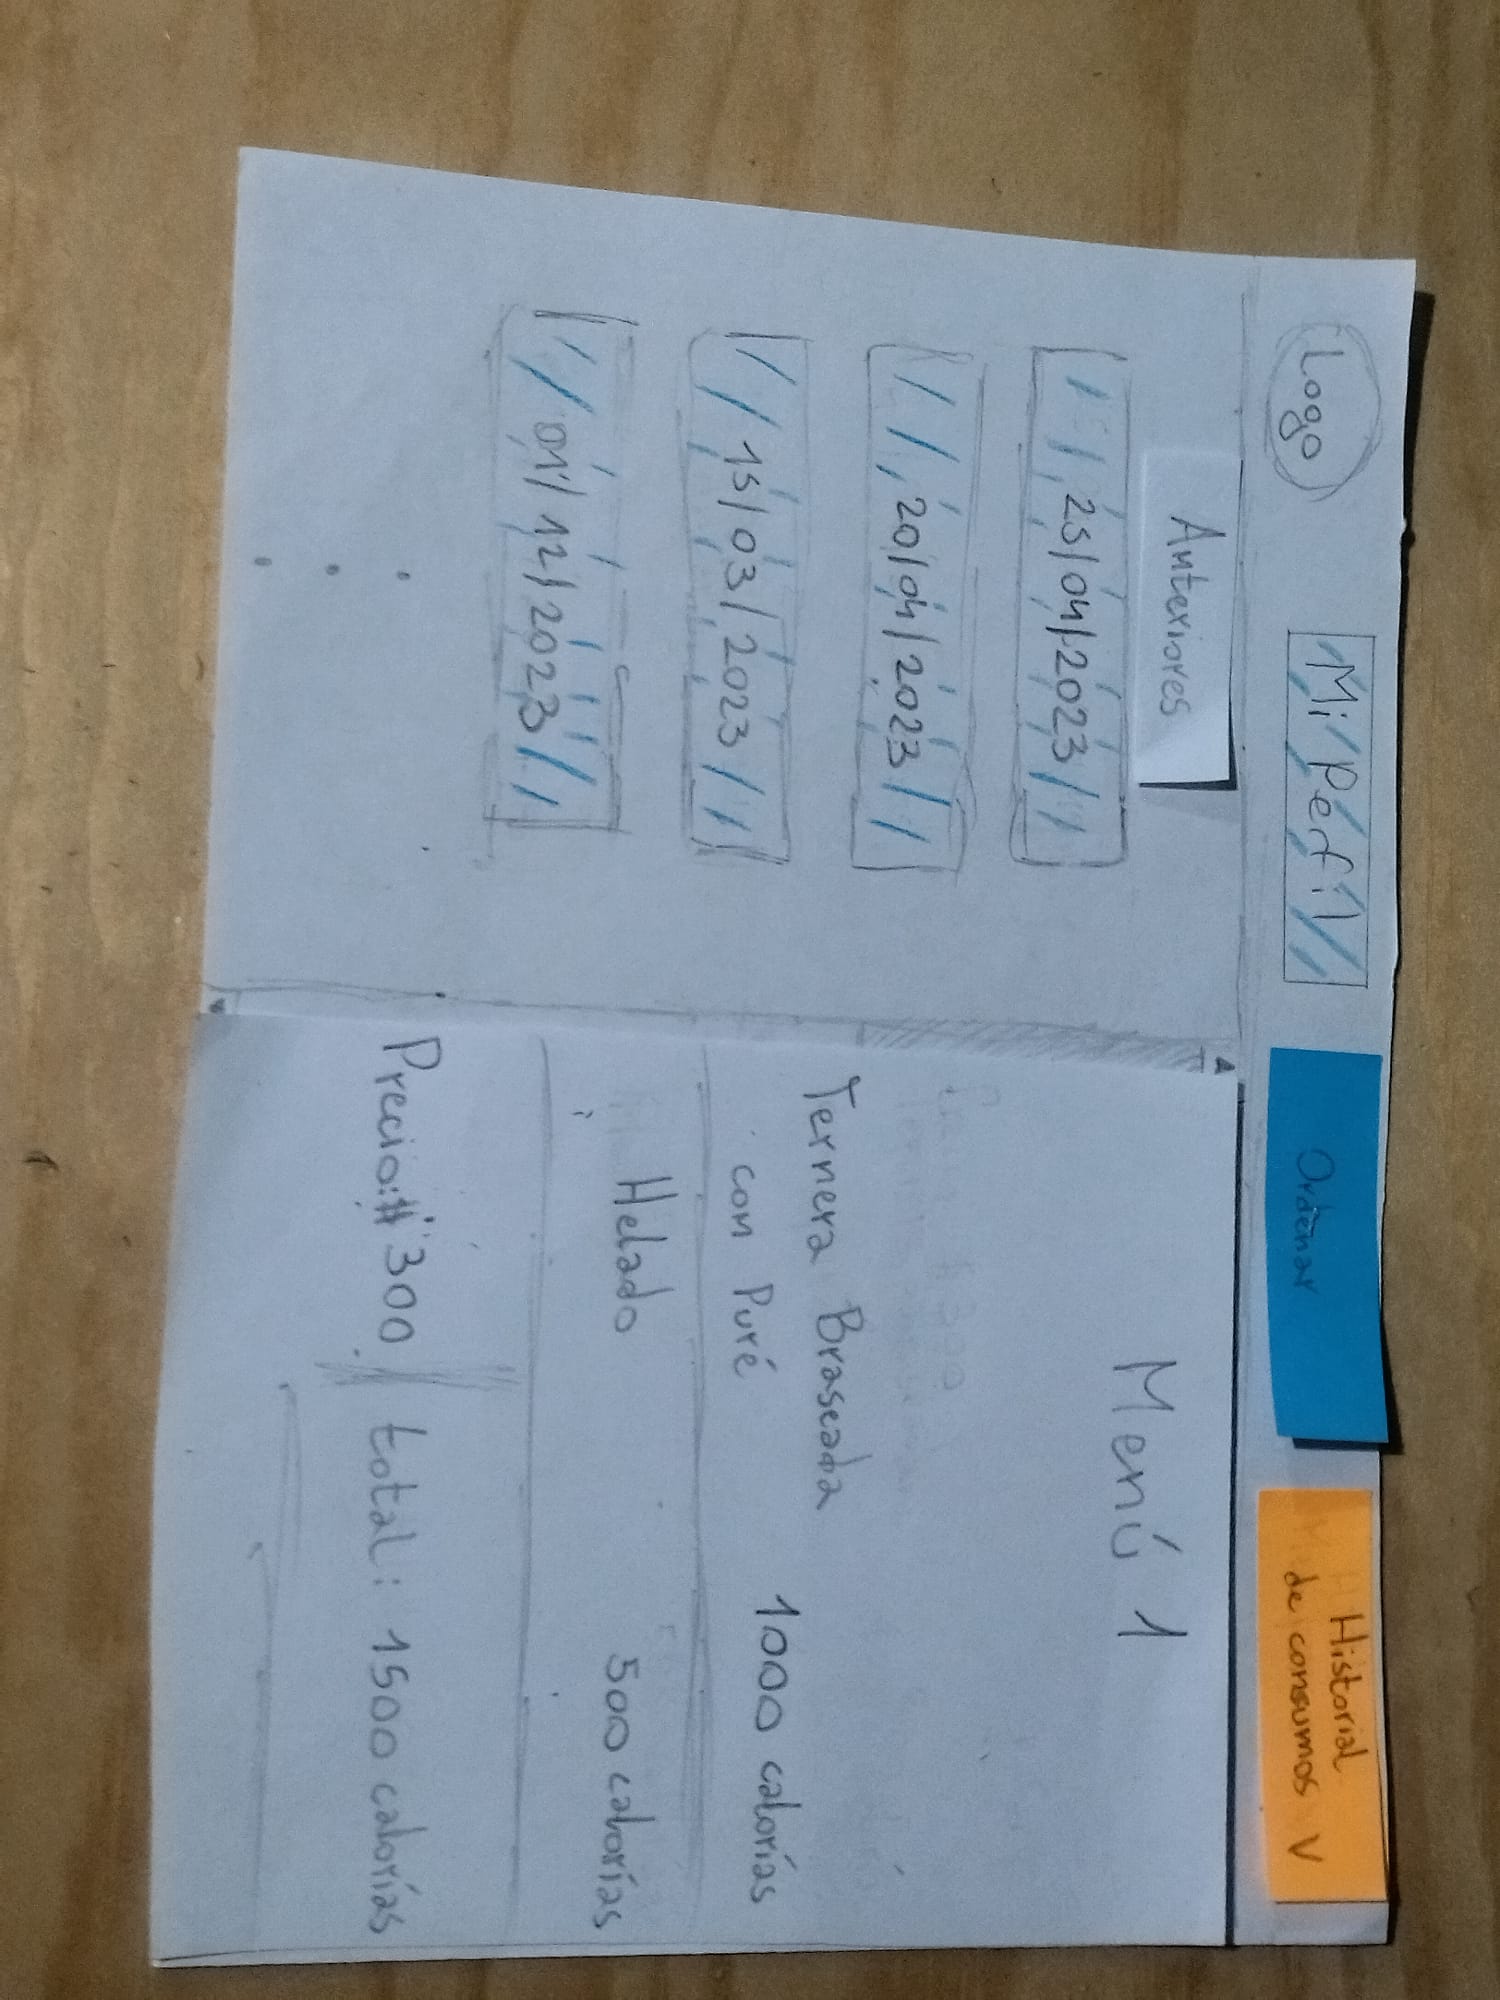 Logo
Mi Perfil
Ordenar
Historial
de consumos V
Anteriores
25/04/2023
20/04/2023
15/03/2023
01/12/2023
Menú 1
Ternera Braseada
con Puré
1000 calorías
Helado
500 calorías
Precio:$ 300
total: 1500 calorías